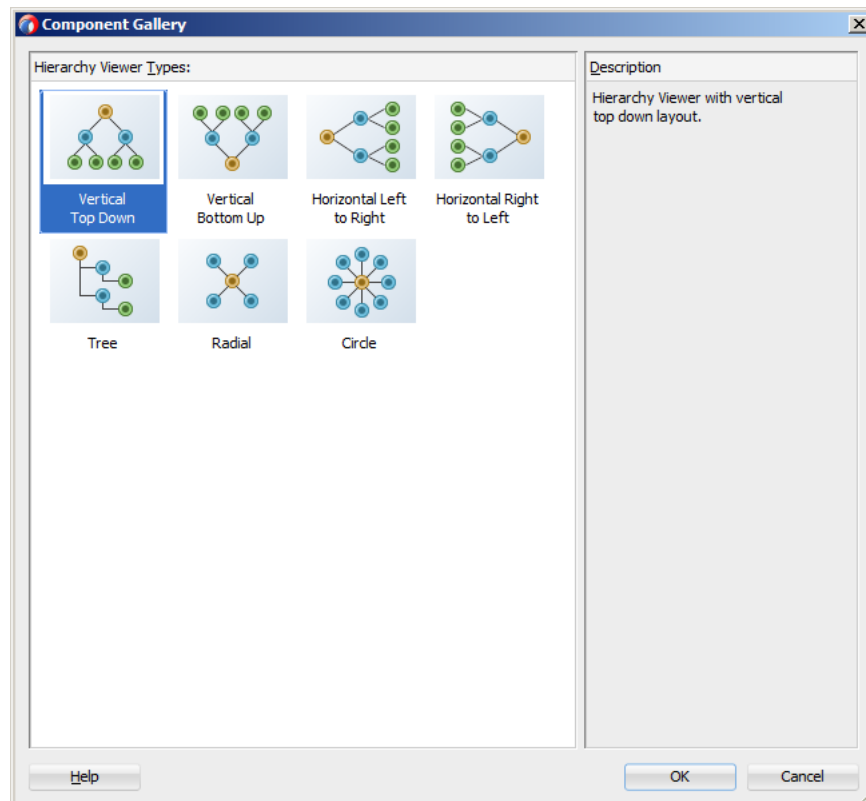 Component Gallery
Hierarchy Viewer Types:
Vertical
Top Down
Vertical
Bottom Up
Horizontal Left
to Right
Horizontal Right
to Left
Tree
Radial
Circle
Description
Hierarchy Viewer with vertical
top down layout.
Help
OK
Cancel